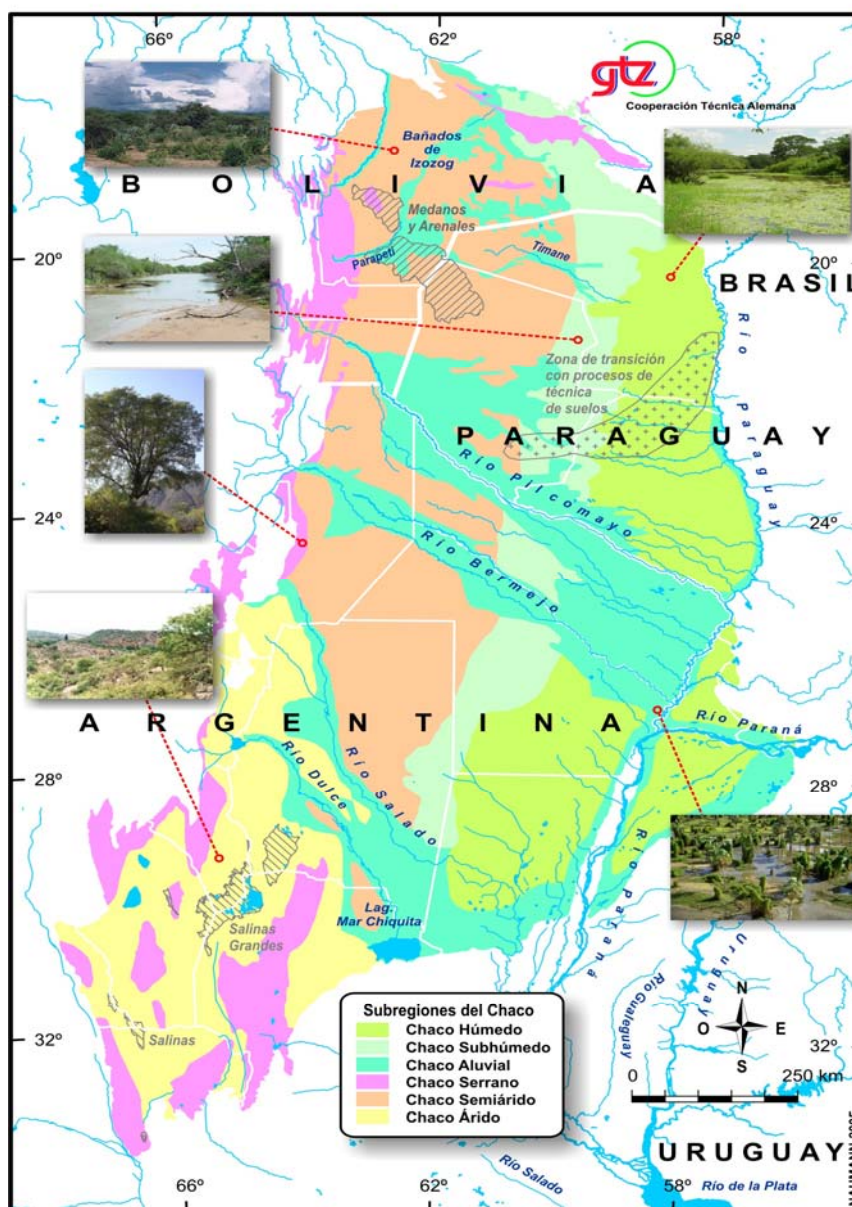 66º 62º 58º
gtz
Cooperación Técnica Alemana
Bañados
de
Izozog
B O L I V I A
Medanos
y Arenales
Parapetí
Timane
20º
20º
BRASIL
Río Paraguay
Zona de transición
con procesos de
técnica
de suelos
P A R A G U A Y
Río Pilcomayo
24º
24º
Río Bermejo
A R G E N T I N A
Río Paraná
28º
28º
Río Dulce
Río Salado
Río Pataná
Lag.
Mar Chiquita
Salinas
Grandes
Uruguay
Río Gualeguay
Salinas
32º
32º
N
O E
S
0 250 km
Subregiones del Chaco
Chaco Húmedo
Chaco Subhúmedo
Chaco Aluvial
Chaco Serrano
Chaco Semiárido
Chaco Árido
URUGUAY
Río Salado
Río de la Plata
66º 62º 58º